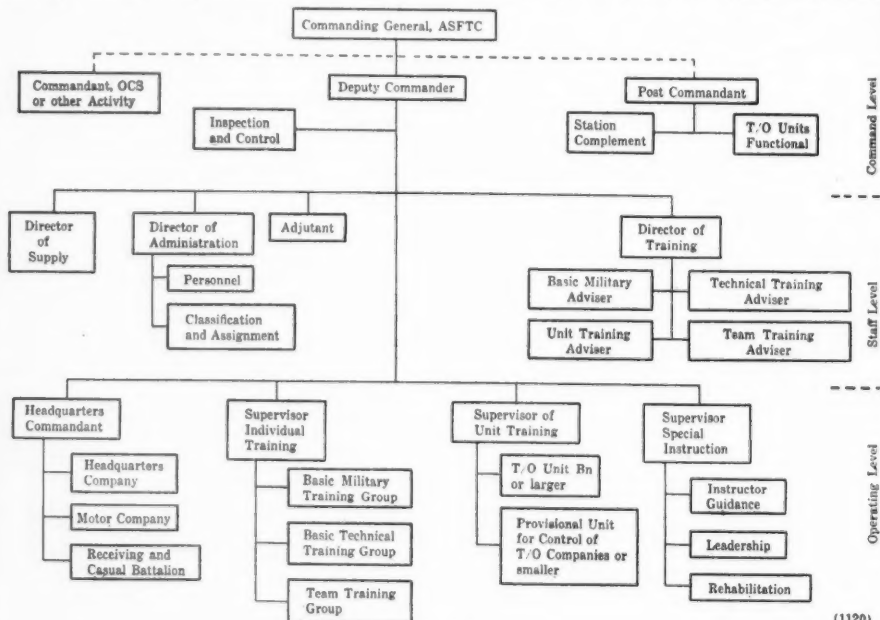 Commanding General, ASFTC
Commandant, OCS
or other Activity
Deputy Commander
Post Commandant
Inspection
and Control
Station
Complement
T/O Units
Functional
Command Level
Director
of
Supply
Director of
Administration
Adjutant
Director of
Training
Personnel
Classification
and Assignment
Basic Military
Adviser
Technical Training
Adviser
Unit Training
Adviser
Team Training
Adviser
Staff Level
Headquarters
Commandant
Supervisor
Individual
Training
Supervisor of
Unit Training
Supervisor
Special
Instruction
Headquarters
Company
Motor Company
Receiving and
Casual Battalion
Basic Military
Training Group
Basic Technical
Training Group
Team Training
Group
T/O Unit Bn
or larger
Provisional Unit
for Control of
T/O Companies or
smaller
Instructor
Guidance
Leadership
Rehabilitation
Operating Level
(1120)